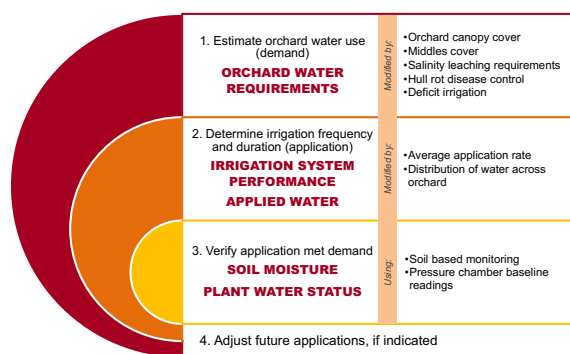 1. Estimate orchard water use
(demand)
ORCHARD WATER
REQUIREMENTS
Modified by:
•Orchard canopy cover
•Middles cover
•Salinity leaching requirements
•Hull rot disease control
•Deficit irrigation
2. Determine irrigation frequency
and duration (application)
IRRIGATION SYSTEM
PERFORMANCE
APPLIED WATER
Modified by:
•Average application rate
•Distribution of water across
orchard
3. Verify application met demand
SOIL MOISTURE
PLANT WATER STATUS
Using:
•Soil based monitoring
•Pressure chamber baseline
readings
4. Adjust future applications, if indicated